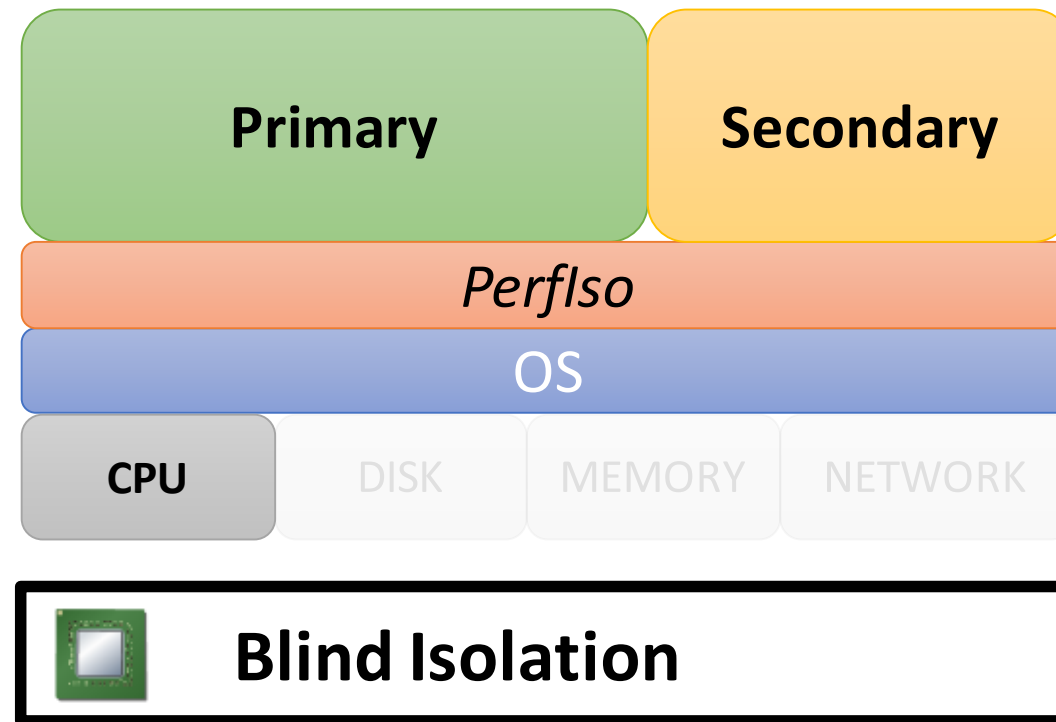 Primary Secondary
PerfIso
OS
CPU DISK MEMORY NETWORK
Blind Isolation